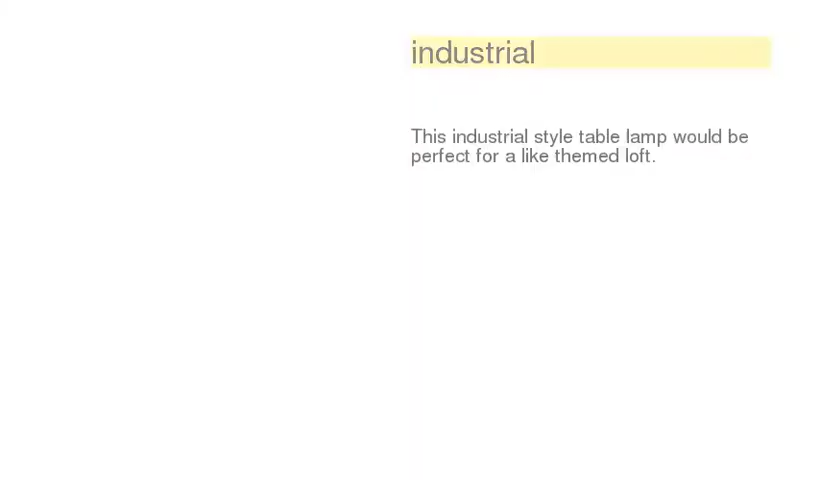 industrial
This industrial style table lamp would be
perfect for a like themed loft.